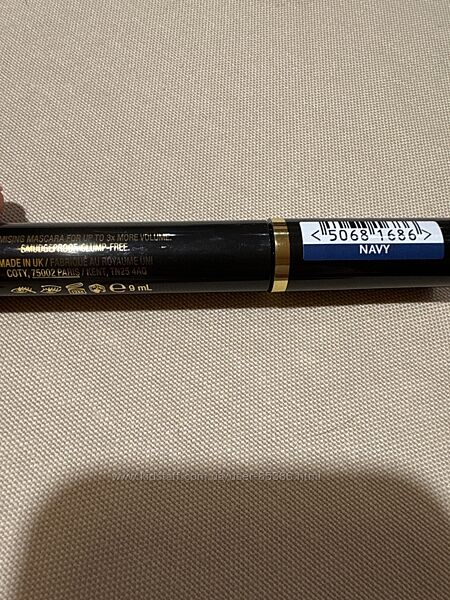 MISING MASCARA FOR UP TO 3x MORE VOLUME.
SMUDGEPROOF. CLUMP-FREE.
MADE IN UK / FABRIQUÉ AU ROYAUME UNI
COTY, 75002 PARIS / KENT, TN25 4AQ
9 mL
<5068 1686>
NAVY